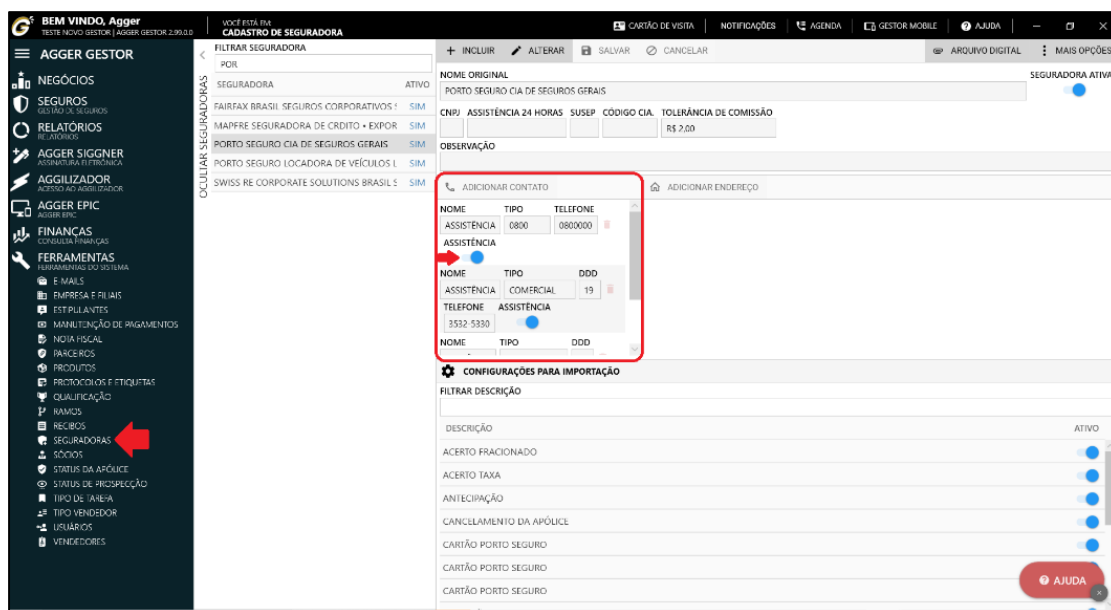 BEM VINDO, Agger
TESTE NOVO GESTOR | AGGER GESTOR 2.99.0.0
VOCÊ ESTÁ EM:
CADASTRO DE SEGURADORAS
CARTÃO DE VISITA
NOTIFICAÇÕES
AGENDA
GESTOR MOBILE
AJUDA
AGGER GESTOR
NEGÓCIOS
SEGUROS
GESTÃO DE SEGUROS
RELATÓRIOS
RELATÓRIOS
AGGER SIGGNER
ASSINATURA ELETRÔNICA
AGGILIZADOR
ACESSO AO AGGILIZADOR
AGGER EPIC
AGGER EPIC
FINANÇAS
CONSULTA FINANÇAS
FERRAMENTAS
FERRAMENTAS DO SISTEMA
E-MAILS
EMPRESA E FILIAIS
ESTIPULANTES
MANUTENÇÃO DE PAGAMENTOS
NOTA FISCAL
PARCEIROS
PRODUTOS
PROTOCOLOS E ETIQUETAS
QUALIFICAÇÃO
RAMOS
RECIBOS
SEGURADORAS
SÓCIOS
STATUS DA APÓLICE
STATUS DE PROSPECÇÃO
TIPO DE TAREFA
TIPO VENDEDOR
USUÁRIOS
VENDEDORES
OCULTAR SEGURADORAS
FILTRAR SEGURADORA
POR
SEGURADORA ATIVO
FAIRFAX BRASIL SEGUROS CORPORATIVOS SIM
MAPFRE SEGURADORA DE CRDITO • EXPOR SIM
PORTO SEGURO CIA DE SEGUROS GERAIS SIM
PORTO SEGURO LOCADORA DE VEÍCULOS L SIM
SWISS RE CORPORATE SOLUTIONS BRASIL S SIM
INCLUIR ALTERAR SALVAR CANCELAR ARQUIVO DIGITAL MAIS OPÇÕES
NOME ORIGINAL SEGURADORA ATIVA
PORTO SEGURO CIA DE SEGUROS GERAIS
CNPJ ASSISTÊNCIA 24 HORAS SUSEP CÓDIGO CIA. TOLERÂNCIA DE COMISSÃO
R$ 2,00
OBSERVAÇÃO
ADICIONAR CONTATO ADICIONAR ENDEREÇO
NOME TIPO TELEFONE
ASSISTÊNCIA 0800 0800000
ASSISTÊNCIA
NOME TIPO DDD
ASSISTÊNCIA COMERCIAL 19
TELEFONE ASSISTÊNCIA
3532-5330
NOME TIPO DDD
CONFIGURAÇÕES PARA IMPORTAÇÃO
FILTRAR DESCRIÇÃO
DESCRIÇÃO ATIVO
ACERTO FRACIONADO
ACERTO TAXA
ANTECIPAÇÃO
CANCELAMENTO DA APÓLICE
CARTÃO PORTO SEGURO
CARTÃO PORTO SEGURO
CARTÃO PORTO SEGURO
AJUDA